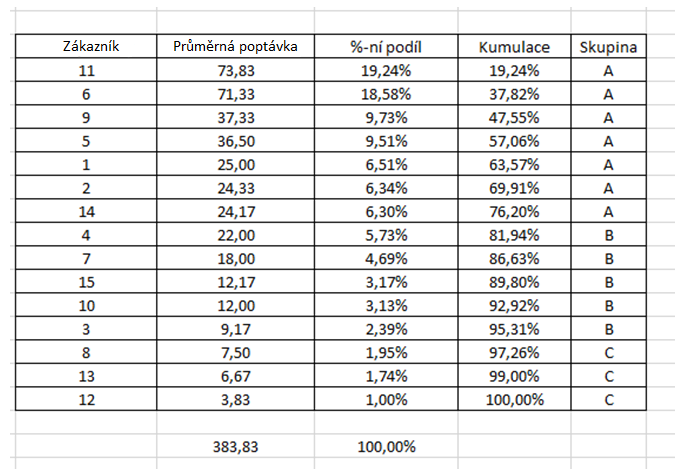 Zákazník Průměrná poptávka %-ní podíl Kumulace Skupina
11 73,83 19,24% 19,24% A
6 71,33 18,58% 37,82% A
9 37,33 9,73% 47,55% A
5 36,50 9,51% 57,06% A
1 25,00 6,51% 63,57% A
2 24,33 6,34% 69,91% A
14 24,17 6,30% 76,20% A
4 22,00 5,73% 81,94% B
7 18,00 4,69% 86,63% B
15 12,17 3,17% 89,80% B
10 12,00 3,13% 92,92% B
3 9,17 2,39% 95,31% B
8 7,50 1,95% 97,26% C
13 6,67 1,74% 99,00% C
12 3,83 1,00% 100,00% C
383,83 100,00%